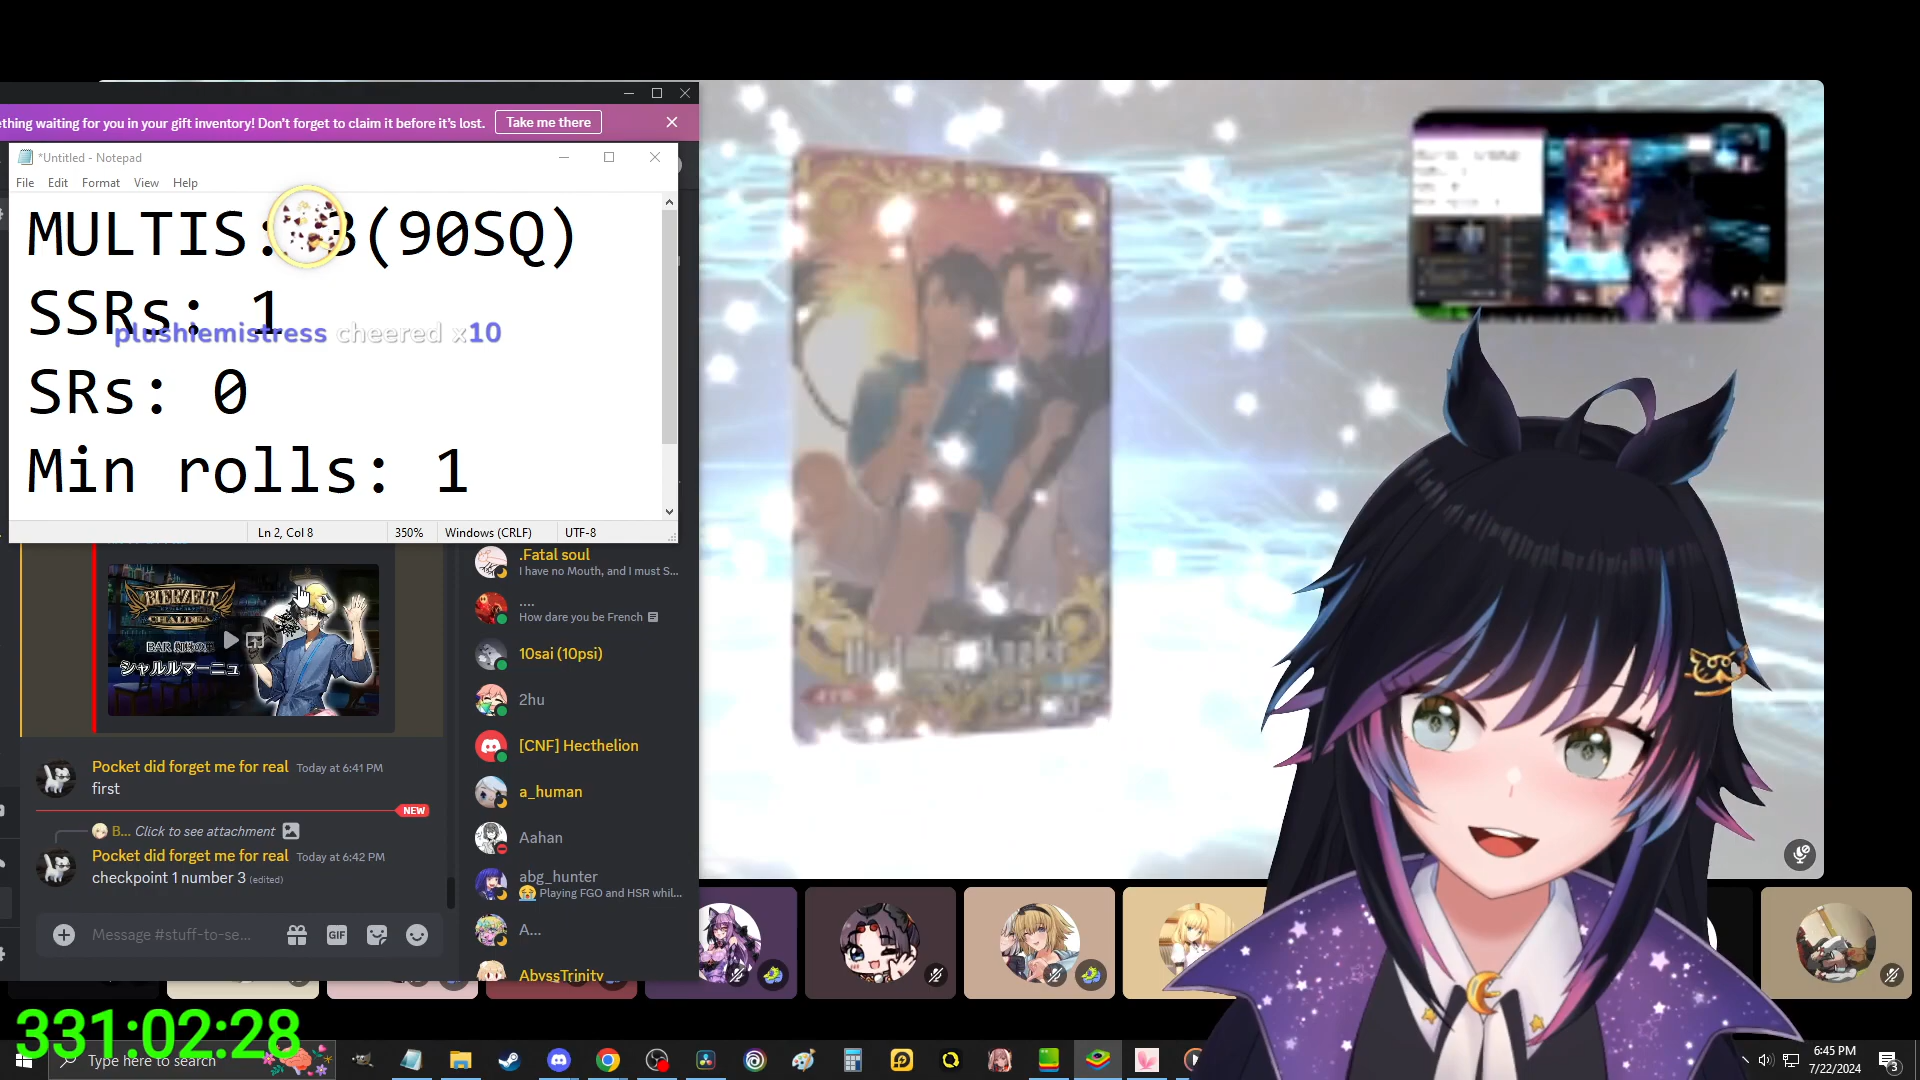 ething waiting for you in your gift inventory! Don't forget to claim it before it's lost.
Take me there
*Untitled - Notepad
File Edit Format View Help
MULTIS: 3(90SQ)
SSRs: 1
plushiemistress cheered x10
SRs: 0
Min rolls: 1
Ln 2, Col 8 350% Windows (CRLF) UTF-8
BIERZELT
CHALDEA
BAR
シャルルマーニュ
Pocket did forget me for real Today at 6:41 PM
first
NEW
B... Click to see attachment
Pocket did forget me for real Today at 6:42 PM
checkpoint 1 number 3 (edited)
Message #stuff-to-se...
GIF
.Fatal soul
I have no Mouth, and I must S...
....
How dare you be French
10sai (10psi)
2hu
[CNF] Hecthelion
a_human
Aahan
abg_hunter
Playing FGO and HSR whil...
A...
AbyssTrinity
331:02:28
Type here to search
6:45 PM
7/22/2024
3